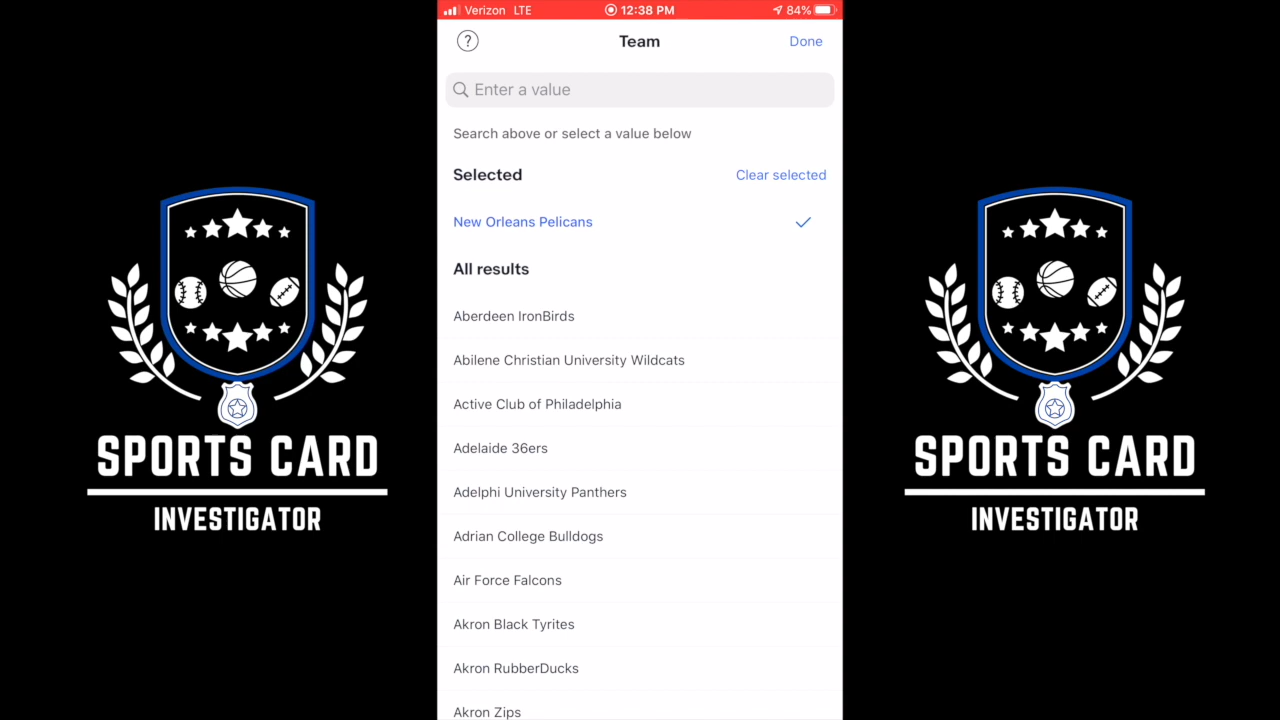 Verizon LTE 12:38 PM 84%
? Team Done
Enter a value
Search above or select a value below
Selected Clear selected
New Orleans Pelicans
All results
Aberdeen IronBirds
Abilene Christian University Wildcats
Active Club of Philadelphia
Adelaide 36ers
Adelphi University Panthers
Adrian College Bulldogs
Air Force Falcons
Akron Black Tyrites
Akron RubberDucks
Akron Zips
SPORTS CARD
INVESTIGATOR
SPORTS CARD
INVESTIGATOR